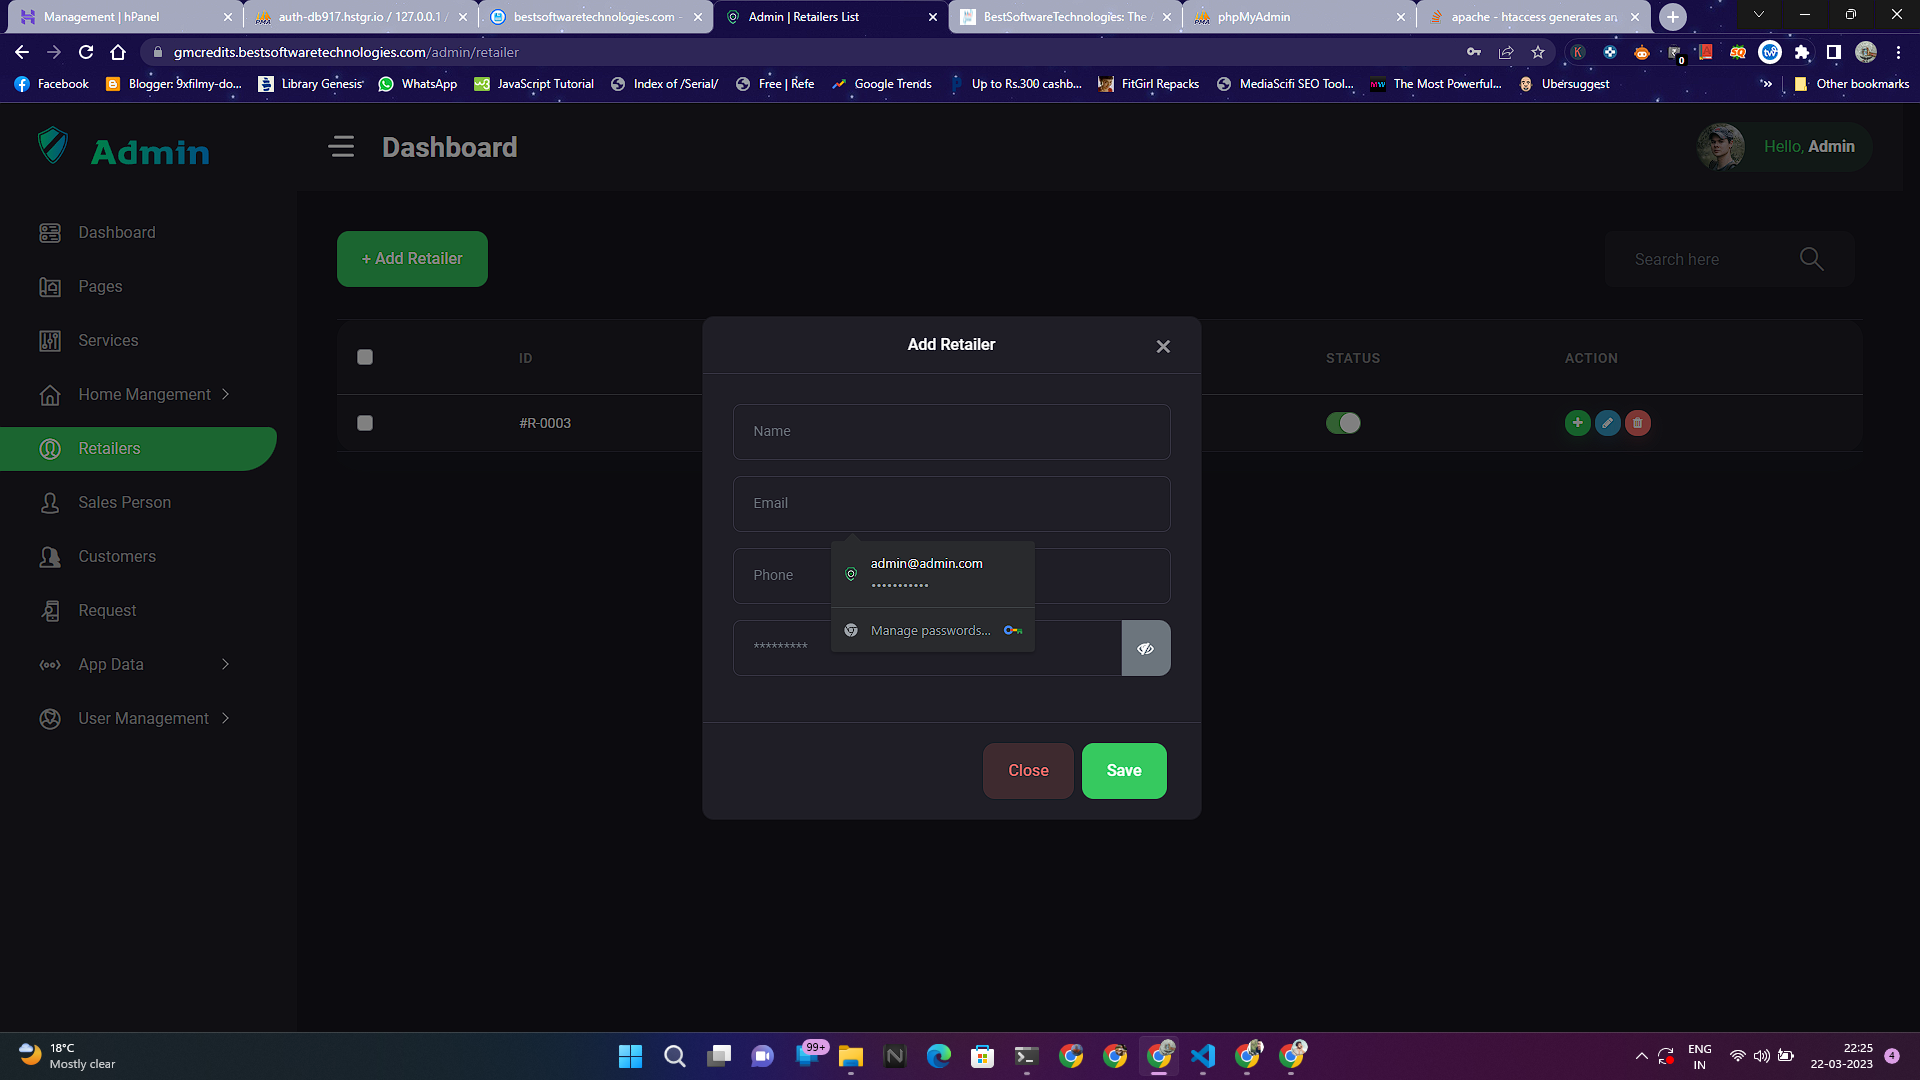 Management | hPanel
auth-db917.hstgr.io / 127.0.0.1 /
bestsoftwaretechnologies.com -
Admin | Retailers List
BestSoftwareTechnologies: The
phpMyAdmin
apache - htaccess generates an
gmcredits.bestsoftwaretechnologies.com/admin/retailer
Facebook
Blogger: 9xfilmy-do...
Library Genesis
WhatsApp
JavaScript Tutorial
Index of /Serial/
Free | Refe
Google Trends
Up to Rs.300 cashb...
FitGirl Repacks
MediaScifi SEO Tool...
The Most Powerful...
Ubersuggest
»
Other bookmarks
Admin
Dashboard
Hello, Admin
Dashboard
Pages
Services
Home Mangement
Retailers
Sales Person
Customers
Request
App Data
User Management
+ Add Retailer
Search here
ID
STATUS
ACTION
#R-0003
Add Retailer
Name
Email
Phone
*********
admin@admin.com
•••••••••••
Manage passwords...
Close
Save
18°C
Mostly clear
99+
ENG
IN
22:25
22-03-2023
4